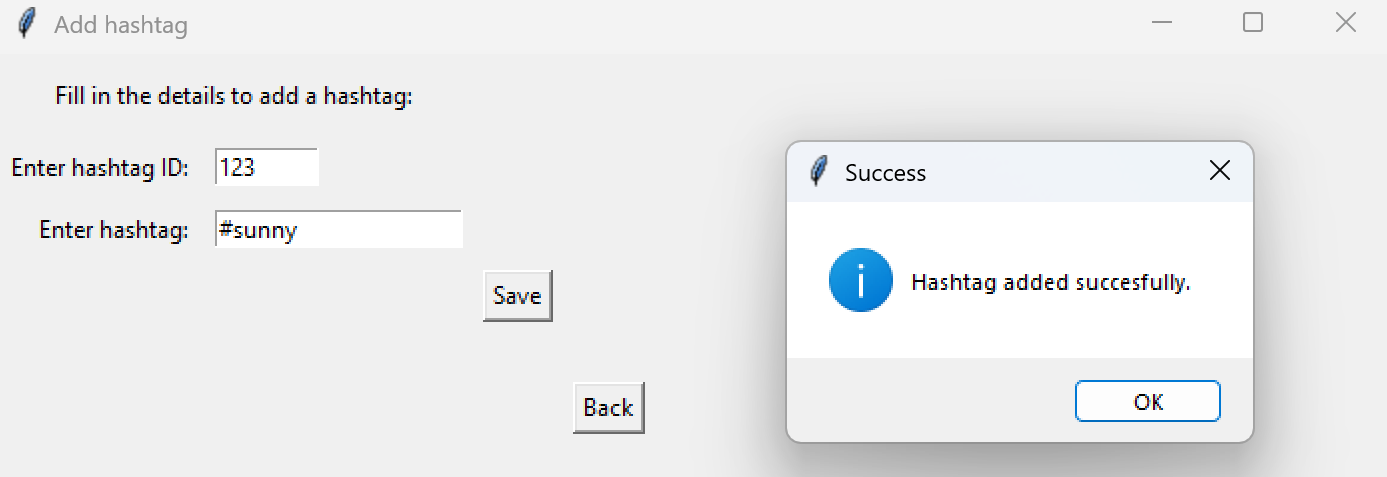 Add hashtag
Fill in the details to add a hashtag:
Enter hashtag ID: 123
Enter hashtag: #sunny
Save
Back
Success
Hashtag added succesfully.
OK